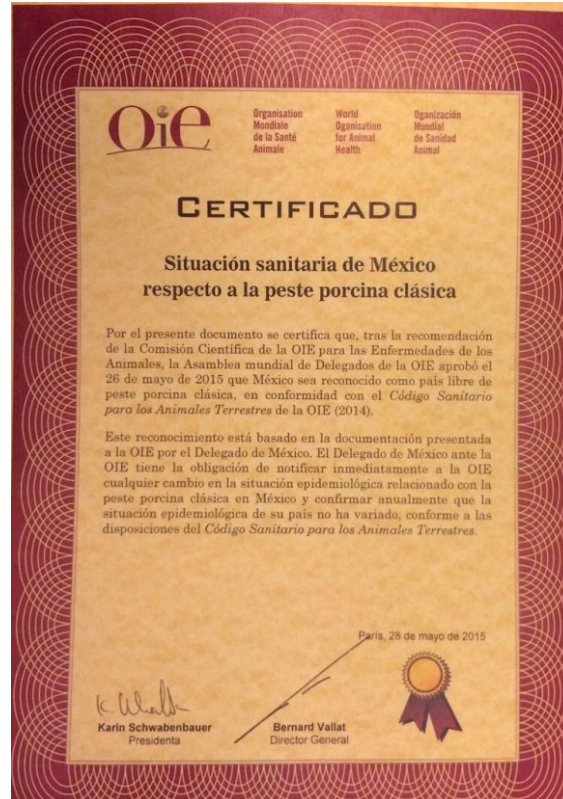 OiE
Organisation
Mondiale
de la Santé
Animale
World
Oganisation
for Animal
Health
Oganización
Mundial
de Sanidad
Animal
CERTIFICADO
Situación sanitaria de México
respecto a la peste porcina clásica
Por el presente documento se certifica que, tras la recomendación
de la Comisión Científica de la OIE para las Enfermedades de los
Animales, la Asamblea mundial de Delegados de la OIE aprobó el
26 de mayo de 2015 que México sea reconocido como país libre de
peste porcina clásica, en conformidad con el Código Sanitario
para los Animales Terrestres de la OIE (2014).
Este reconocimiento está basado en la documentación presentada
a la OIE por el Delegado de México. El Delegado de México ante la
OIE tiene la obligación de notificar inmediatamente a la OIE
cualquier cambio en la situación epidemiológica relacionado con la
peste porcina clásica en México y confirmar anualmente que la
situación epidemiológica de su país no ha variado, conforme a las
disposiciones del Código Sanitario para los Animales Terrestres.
París, 28 de mayo de 2015
Karin Schwabenbauer
Presidenta
Bernard Vallat
Director General